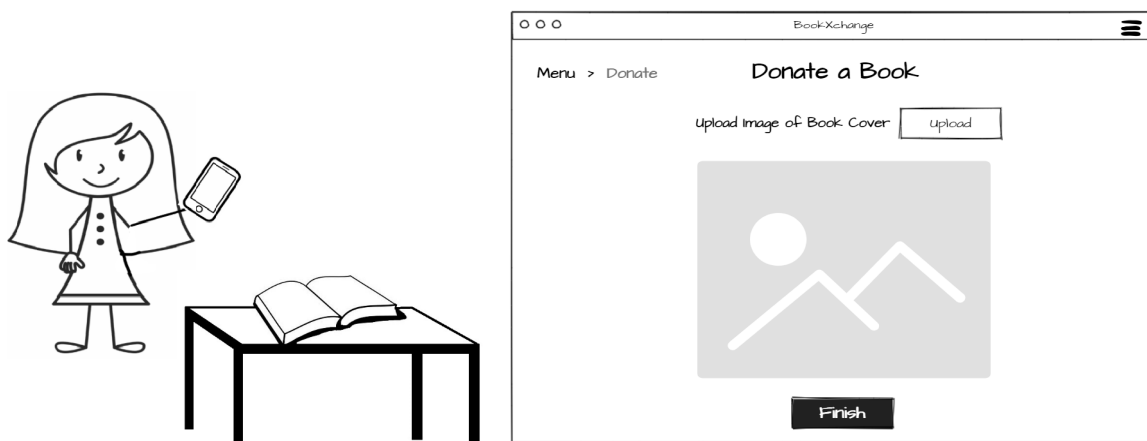 BookXchange
Menu > Donate
Donate a Book
Upload Image of Book Cover
Upload
Finish